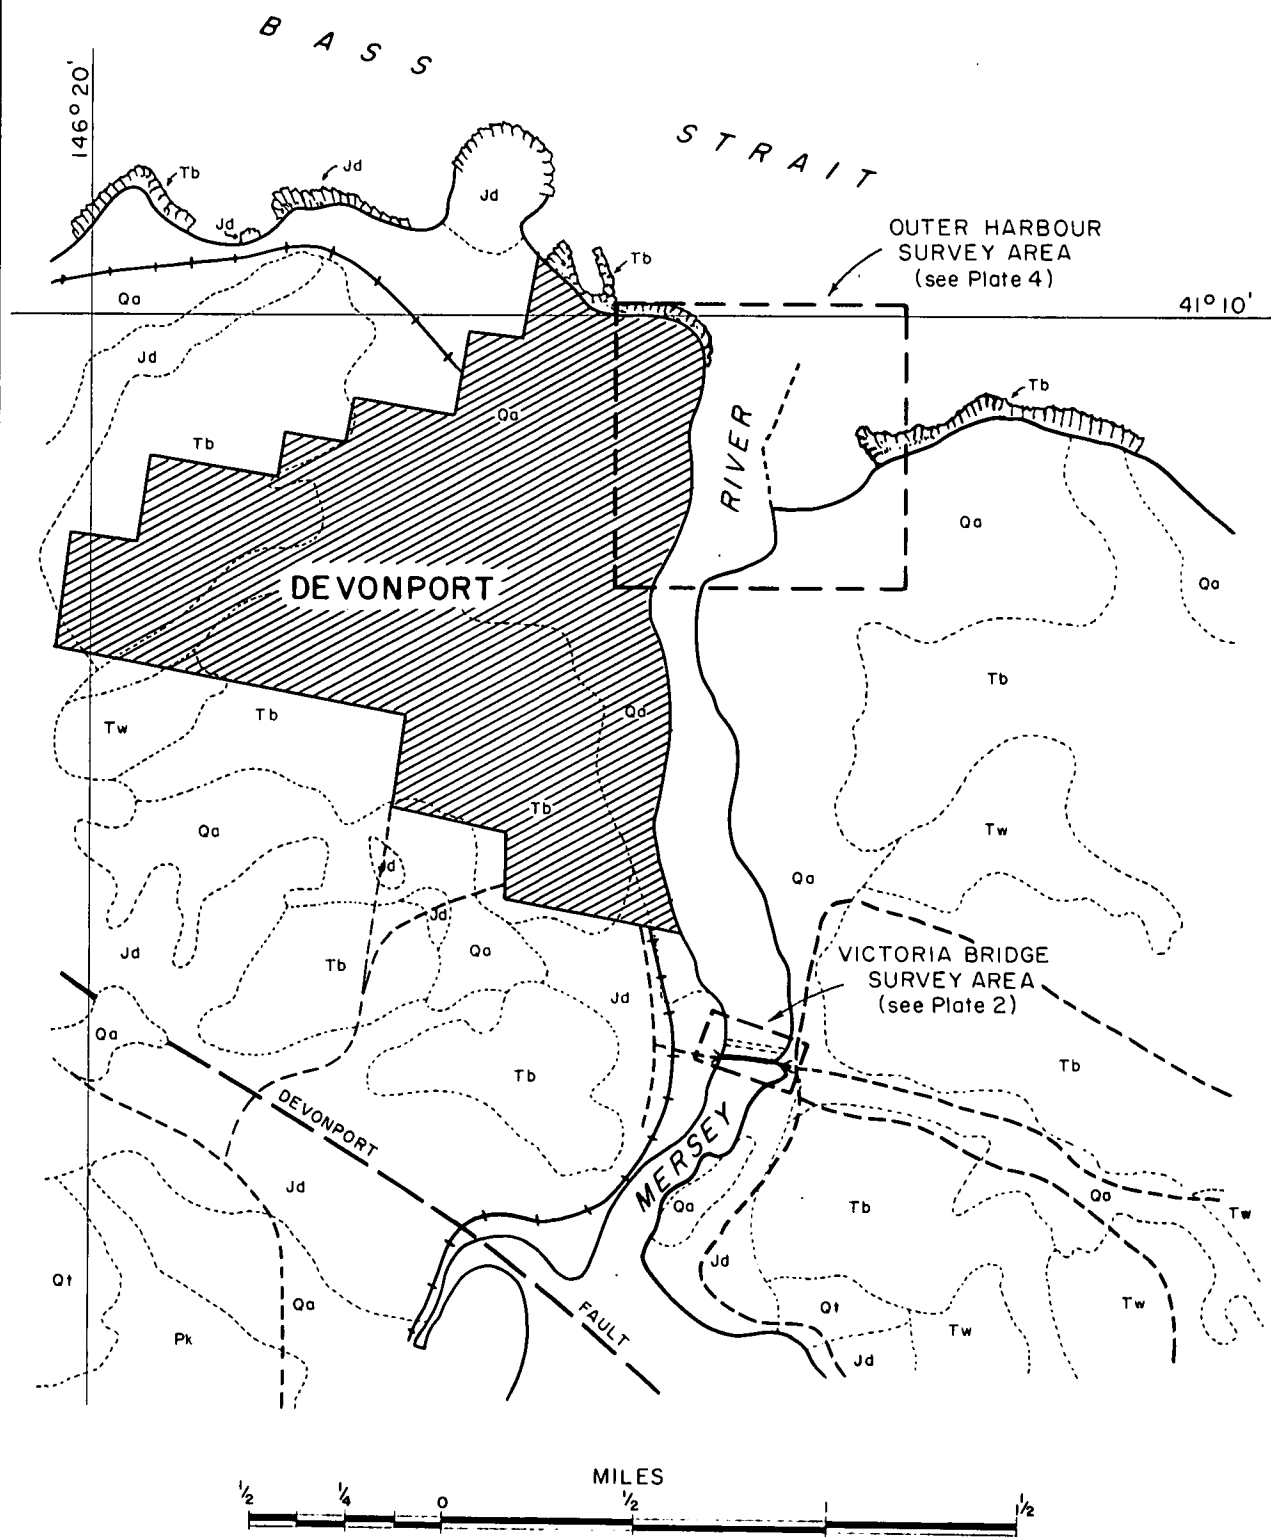 BASS
STRAIT
146° 20'
Tb
Jd
Jd
Jd
Tb
OUTER HARBOUR
SURVEY AREA
(see Plate 4)
41° 10'
Qa
Jd
Tb
Qa
Tb
RIVER
Qa
Qa
DEVONPORT
Tb
Tw
Tb
Qa
Qa
Tb
Tw
Jd
Qa
Jd
Qa
Jd
Tb
Jd
VICTORIA BRIDGE
SURVEY AREA
(see Plate 2)
Qa
Tb
Tb
DEVONPORT
FAULT
MERSEY
Jd
Qa
Tb
Qa
Tw
Jd
Qt
Qa
Pk
Qt
Tw
Tw
Jd
MILES
1/2 1/4 0 1/2 1 1/2